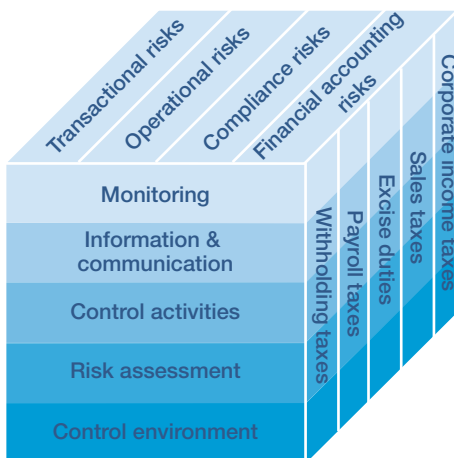 Transactional risks
Operational risks
Compliance risks
Financial accounting
risks
Monitoring
Information &
communication
Control activities
Risk assessment
Control environment
Withholding taxes
Payroll taxes
Excise duties
Sales taxes
Corporate income taxes